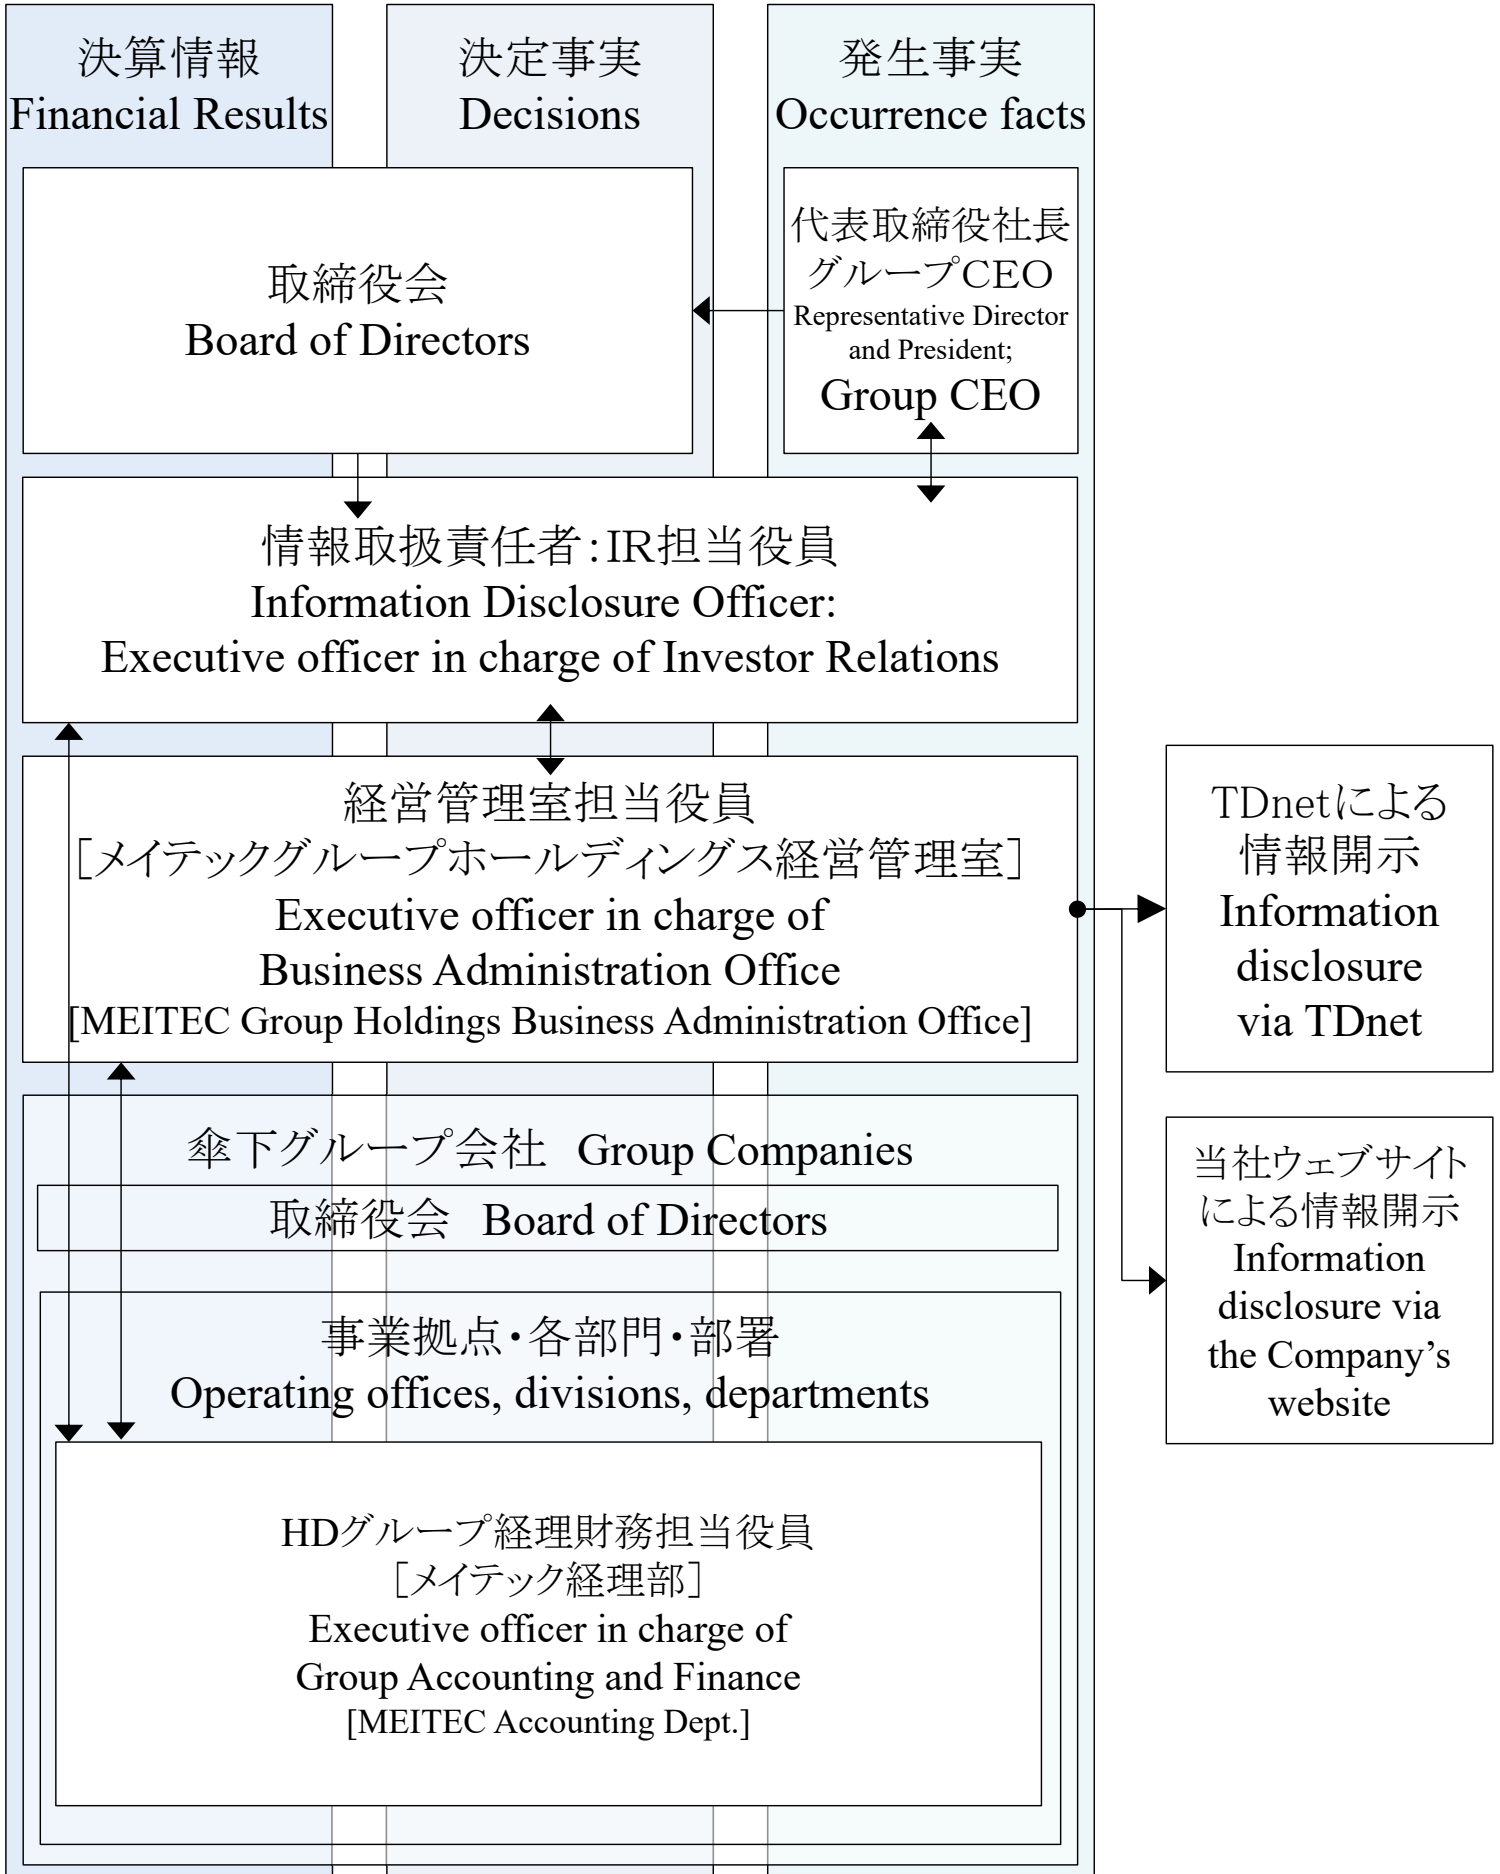 決算情報
Financial Results
決定事実
Decisions
発生事実
Occurrence facts
取締役会
Board of Directors
代表取締役社長
グループCEO
Representative Director
and President;
Group CEO
情報取扱責任者:IR担当役員
Information Disclosure Officer:
Executive officer in charge of Investor Relations
経営管理室担当役員
[メイテックグループホールディングス経営管理室]
Executive officer in charge of
Business Administration Office
[MEITEC Group Holdings Business Administration Office]
TDnetによる
情報開示
Information
disclosure
via TDnet
傘下グループ会社 Group Companies
取締役会 Board of Directors
当社ウェブサイト
による情報開示
Information
disclosure via
the Company’s
website
事業拠点・各部門・部署
Operating offices, divisions, departments
HDグループ経理財務担当役員
[メイテック経理部]
Executive officer in charge of
Group Accounting and Finance
[MEITEC Accounting Dept.]